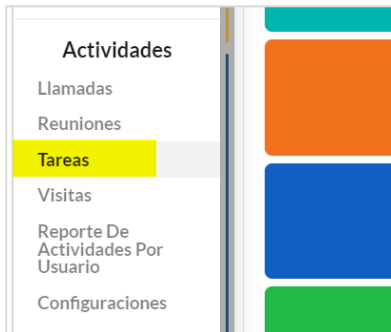 Actividades
Llamadas
Reuniones
Tareas
Visitas
Reporte De
Actividades Por
Usuario
Configuraciones